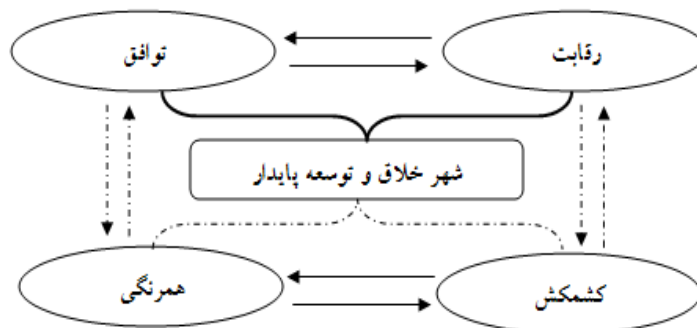 رقابت
توافق
شهر خلاق و توسعه پایدار
کشمکش
همرنگی